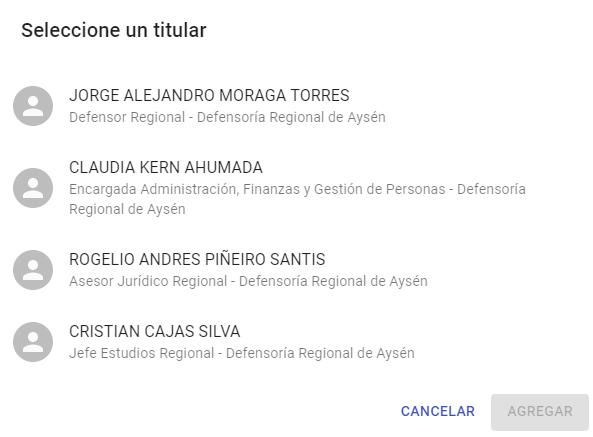 Seleccione un titular
JORGE ALEJANDRO MORAGA TORRES
Defensor Regional - Defensoría Regional de Aysén
CLAUDIA KERN AHUMADA
Encargada Administración, Finanzas y Gestión de Personas - Defensoría
Regional de Aysén
ROGELIO ANDRES PIÑEIRO SANTIS
Asesor Jurídico Regional - Defensoría Regional de Aysén
CRISTIAN CAJAS SILVA
Jefe Estudios Regional - Defensoría Regional de Aysén
CANCELAR AGREGAR